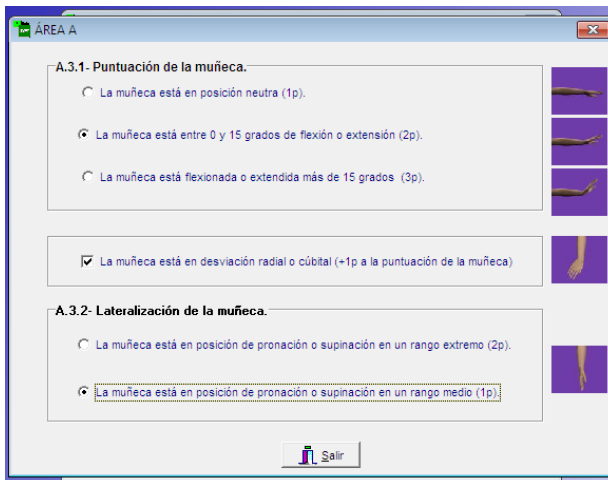 ÁREA A
A.3.1- Puntuación de la muñeca.
La muñeca está en posición neutra (1p).
La muñeca está entre 0 y 15 grados de flexión o extensión (2p).
La muñeca está flexionada o extendida más de 15 grados (3p).
La muñeca está en desviación radial o cúbital (+1p a la puntuación de la muñeca)
A.3.2- Lateralización de la muñeca.
La muñeca está en posición de pronación o supinación en un rango extremo (2p).
La muñeca está en posición de pronación o supinación en un rango medio (1p).
Salir